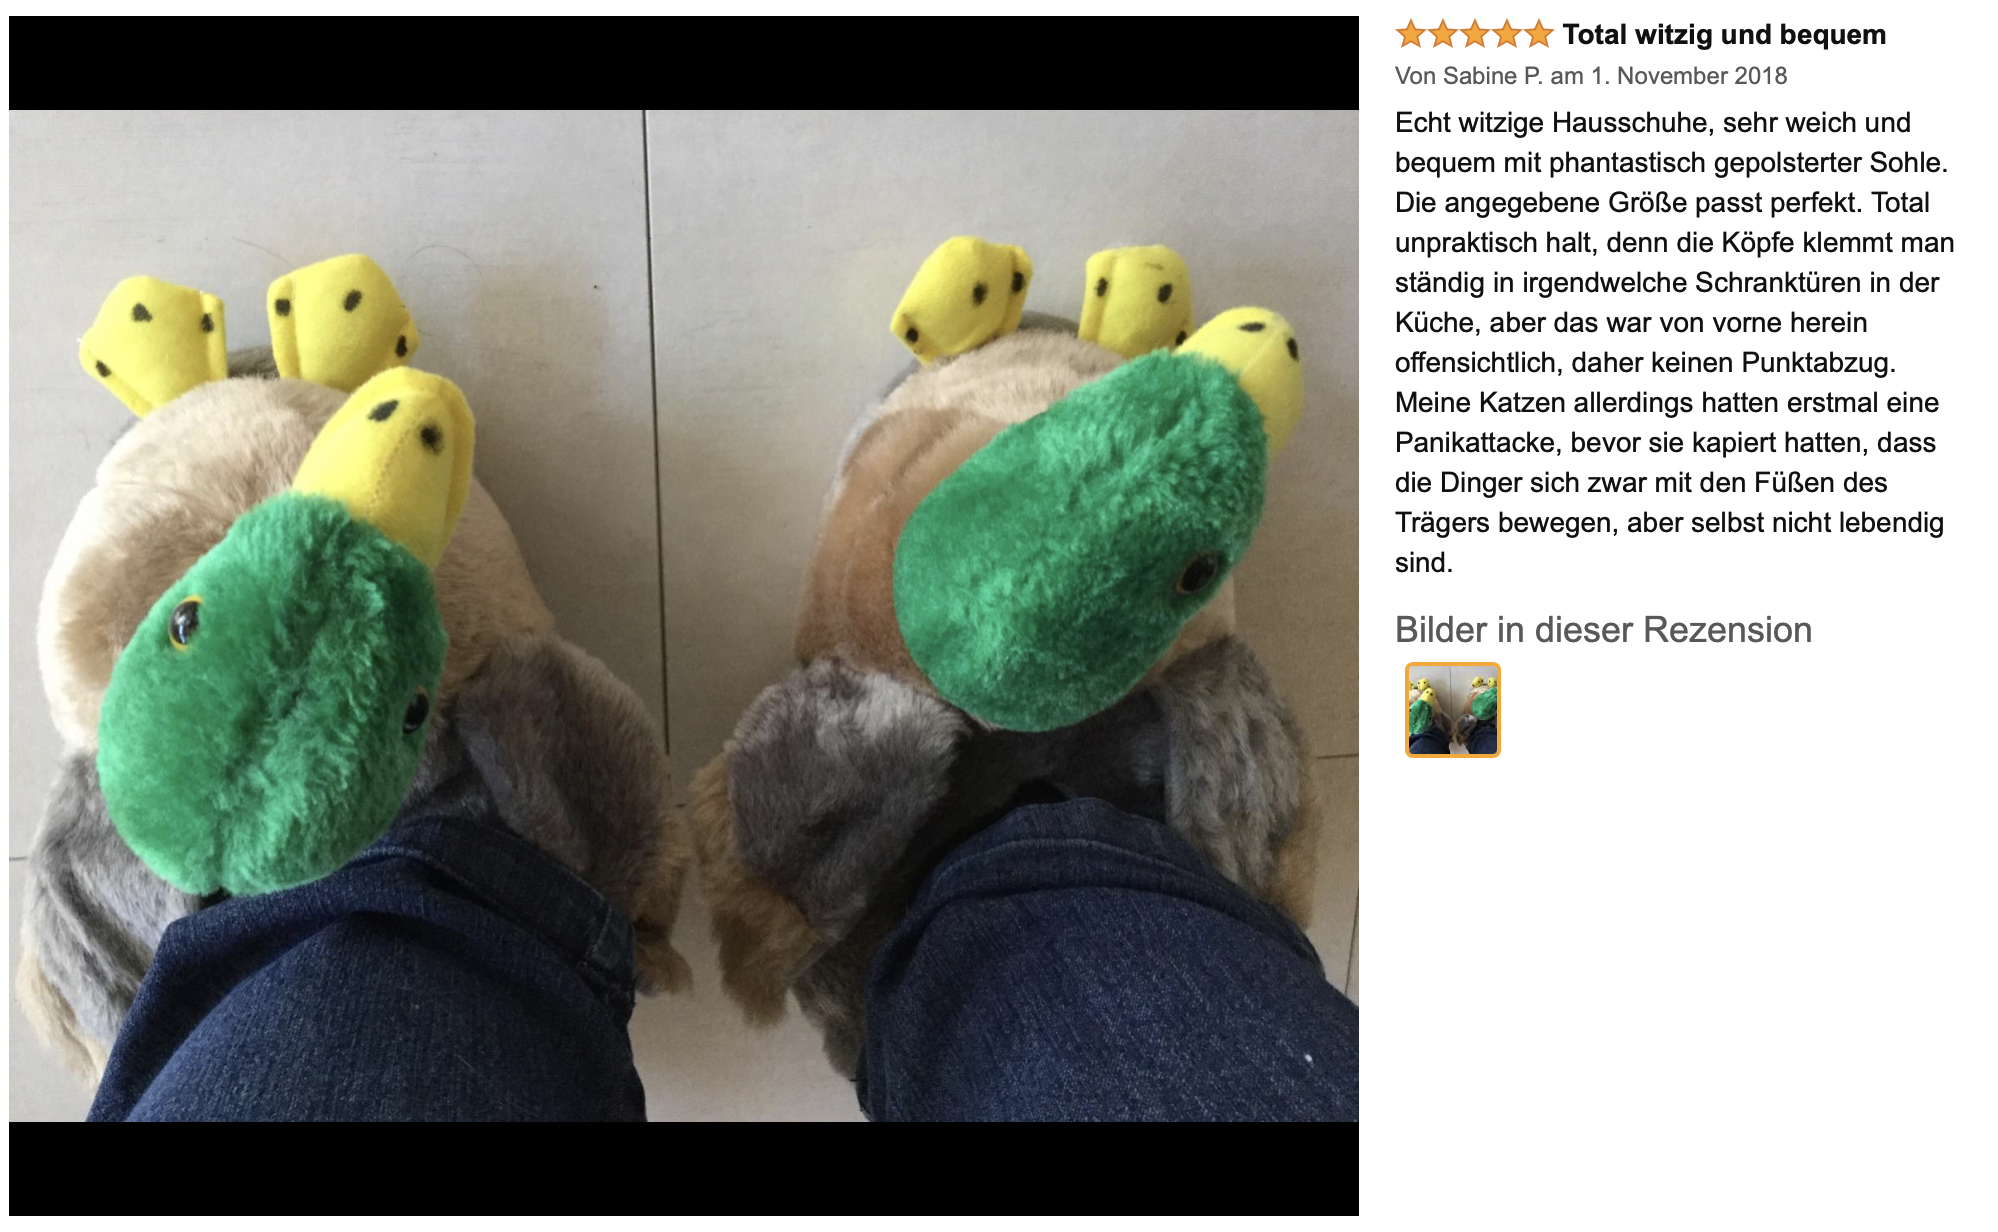 Total witzig und bequem
Von Sabine P. am 1. November 2018
Echt witzige Hausschuhe, sehr weich und
bequem mit phantastisch gepolsterter Sohle.
Die angegebene Größe passt perfekt. Total
unpraktisch halt, denn die Köpfe klemmt man
ständig in irgendwelche Schranktüren in der
Küche, aber das war von vorne herein
offensichtlich, daher keinen Punktabzug.
Meine Katzen allerdings hatten erstmal eine
Panikattacke, bevor sie kapiert hatten, dass
die Dinger sich zwar mit den Füßen des
Trägers bewegen, aber selbst nicht lebendig
sind.
Bilder in dieser Rezension